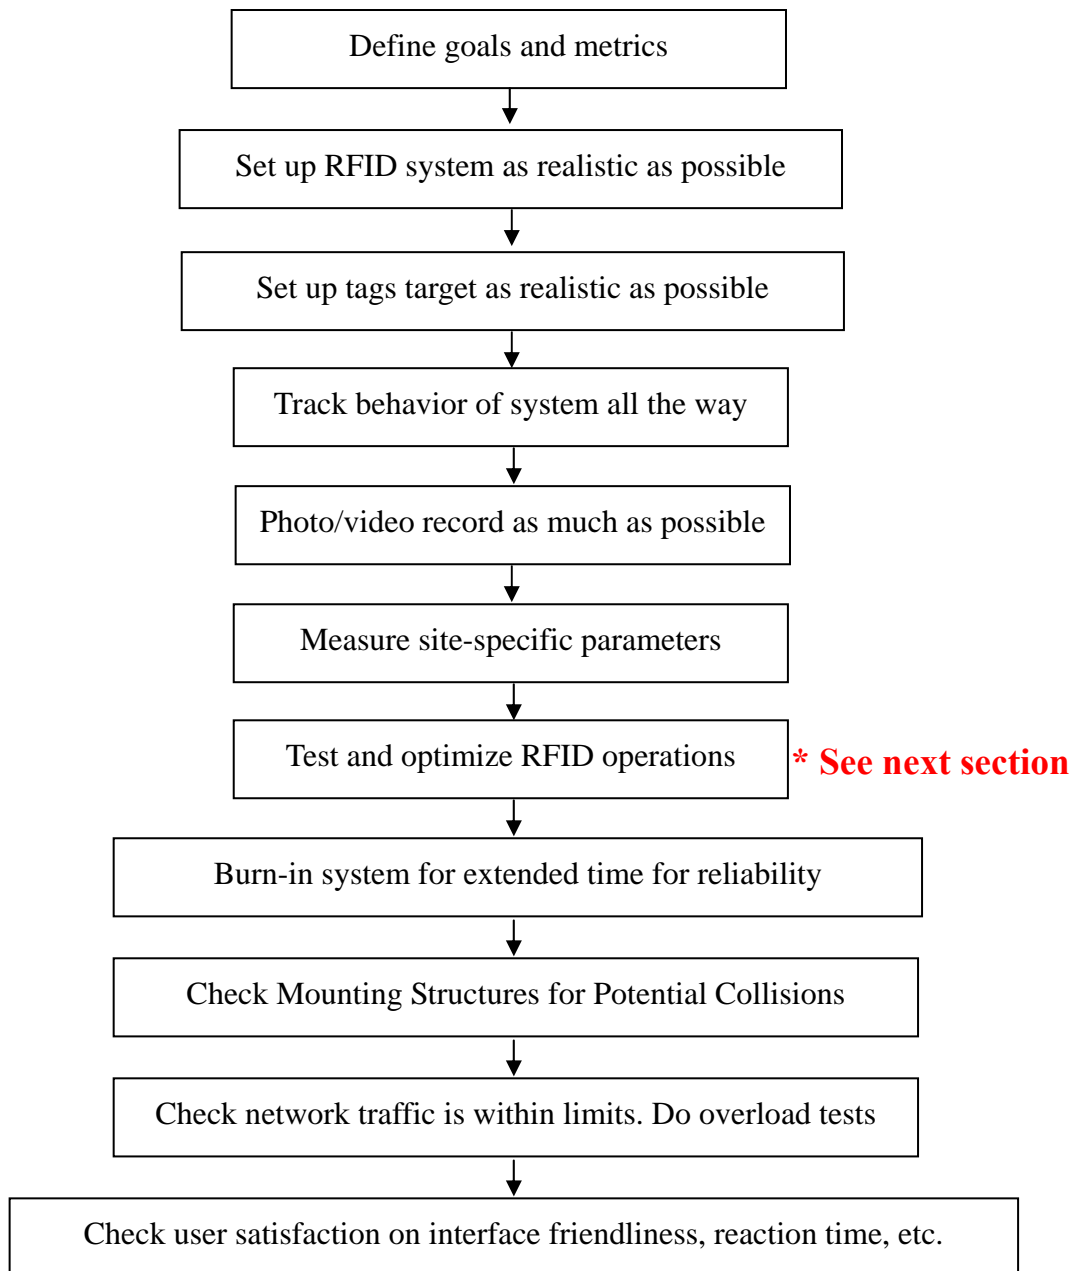 Define goals and metrics
Set up RFID system as realistic as possible
Set up tags target as realistic as possible
Track behavior of system all the way
Photo/video record as much as possible
Measure site-specific parameters
Test and optimize RFID operations
* See next section
Burn-in system for extended time for reliability
Check Mounting Structures for Potential Collisions
Check network traffic is within limits. Do overload tests
Check user satisfaction on interface friendliness, reaction time, etc.